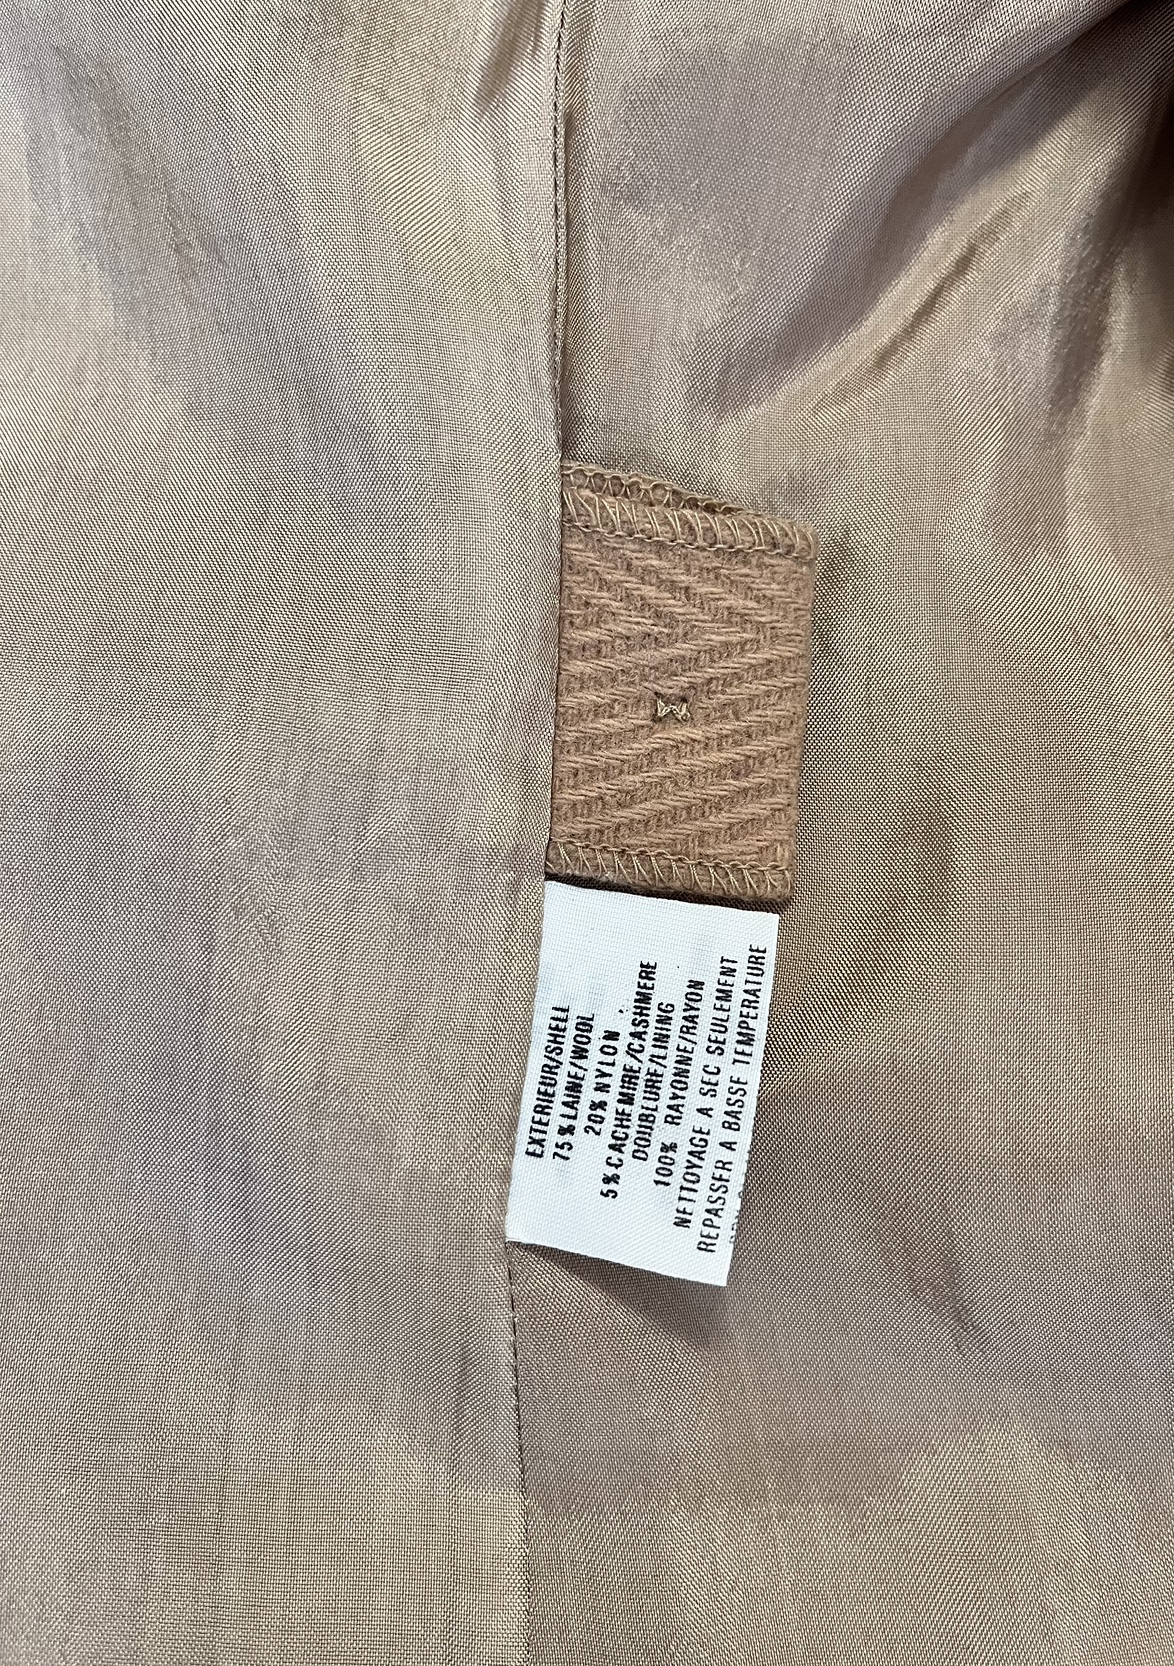 EXTERIEUR/SHELL
75% LAINE/WOOL
20% NYLON
5% CACHEMIRE/CASHMERE
DOUBLURE/LINING
100% RAYONNE/RAYON
NETTOYAGE A SEC SEULEMENT
REPASSER A BASSE TEMPERATURE